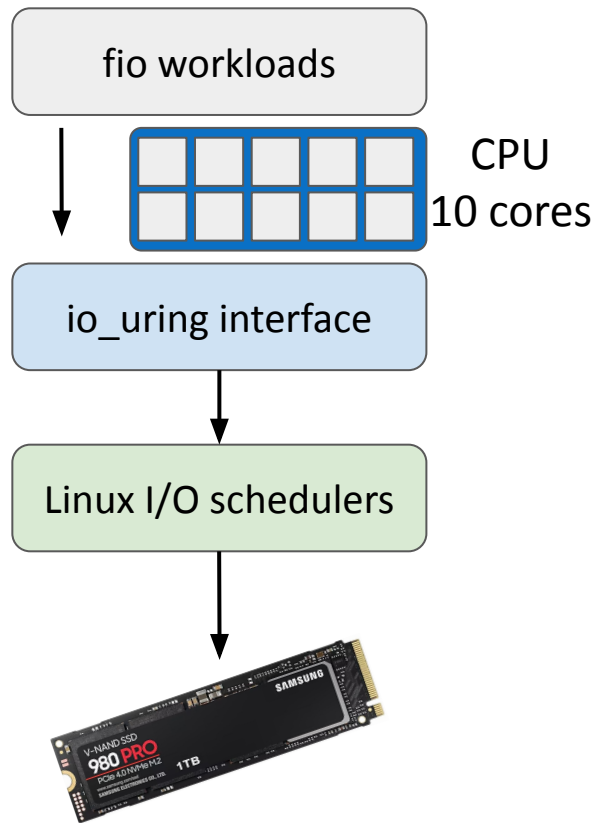 fio workloads
CPU
10 cores
io_uring interface
Linux I/O schedulers
SAMSUNG
V-NAND SSD
980 PRO
PCIe 4.0 NVMe M.2
1TB
SAMSUNG ELECTRONICS CO., LTD.